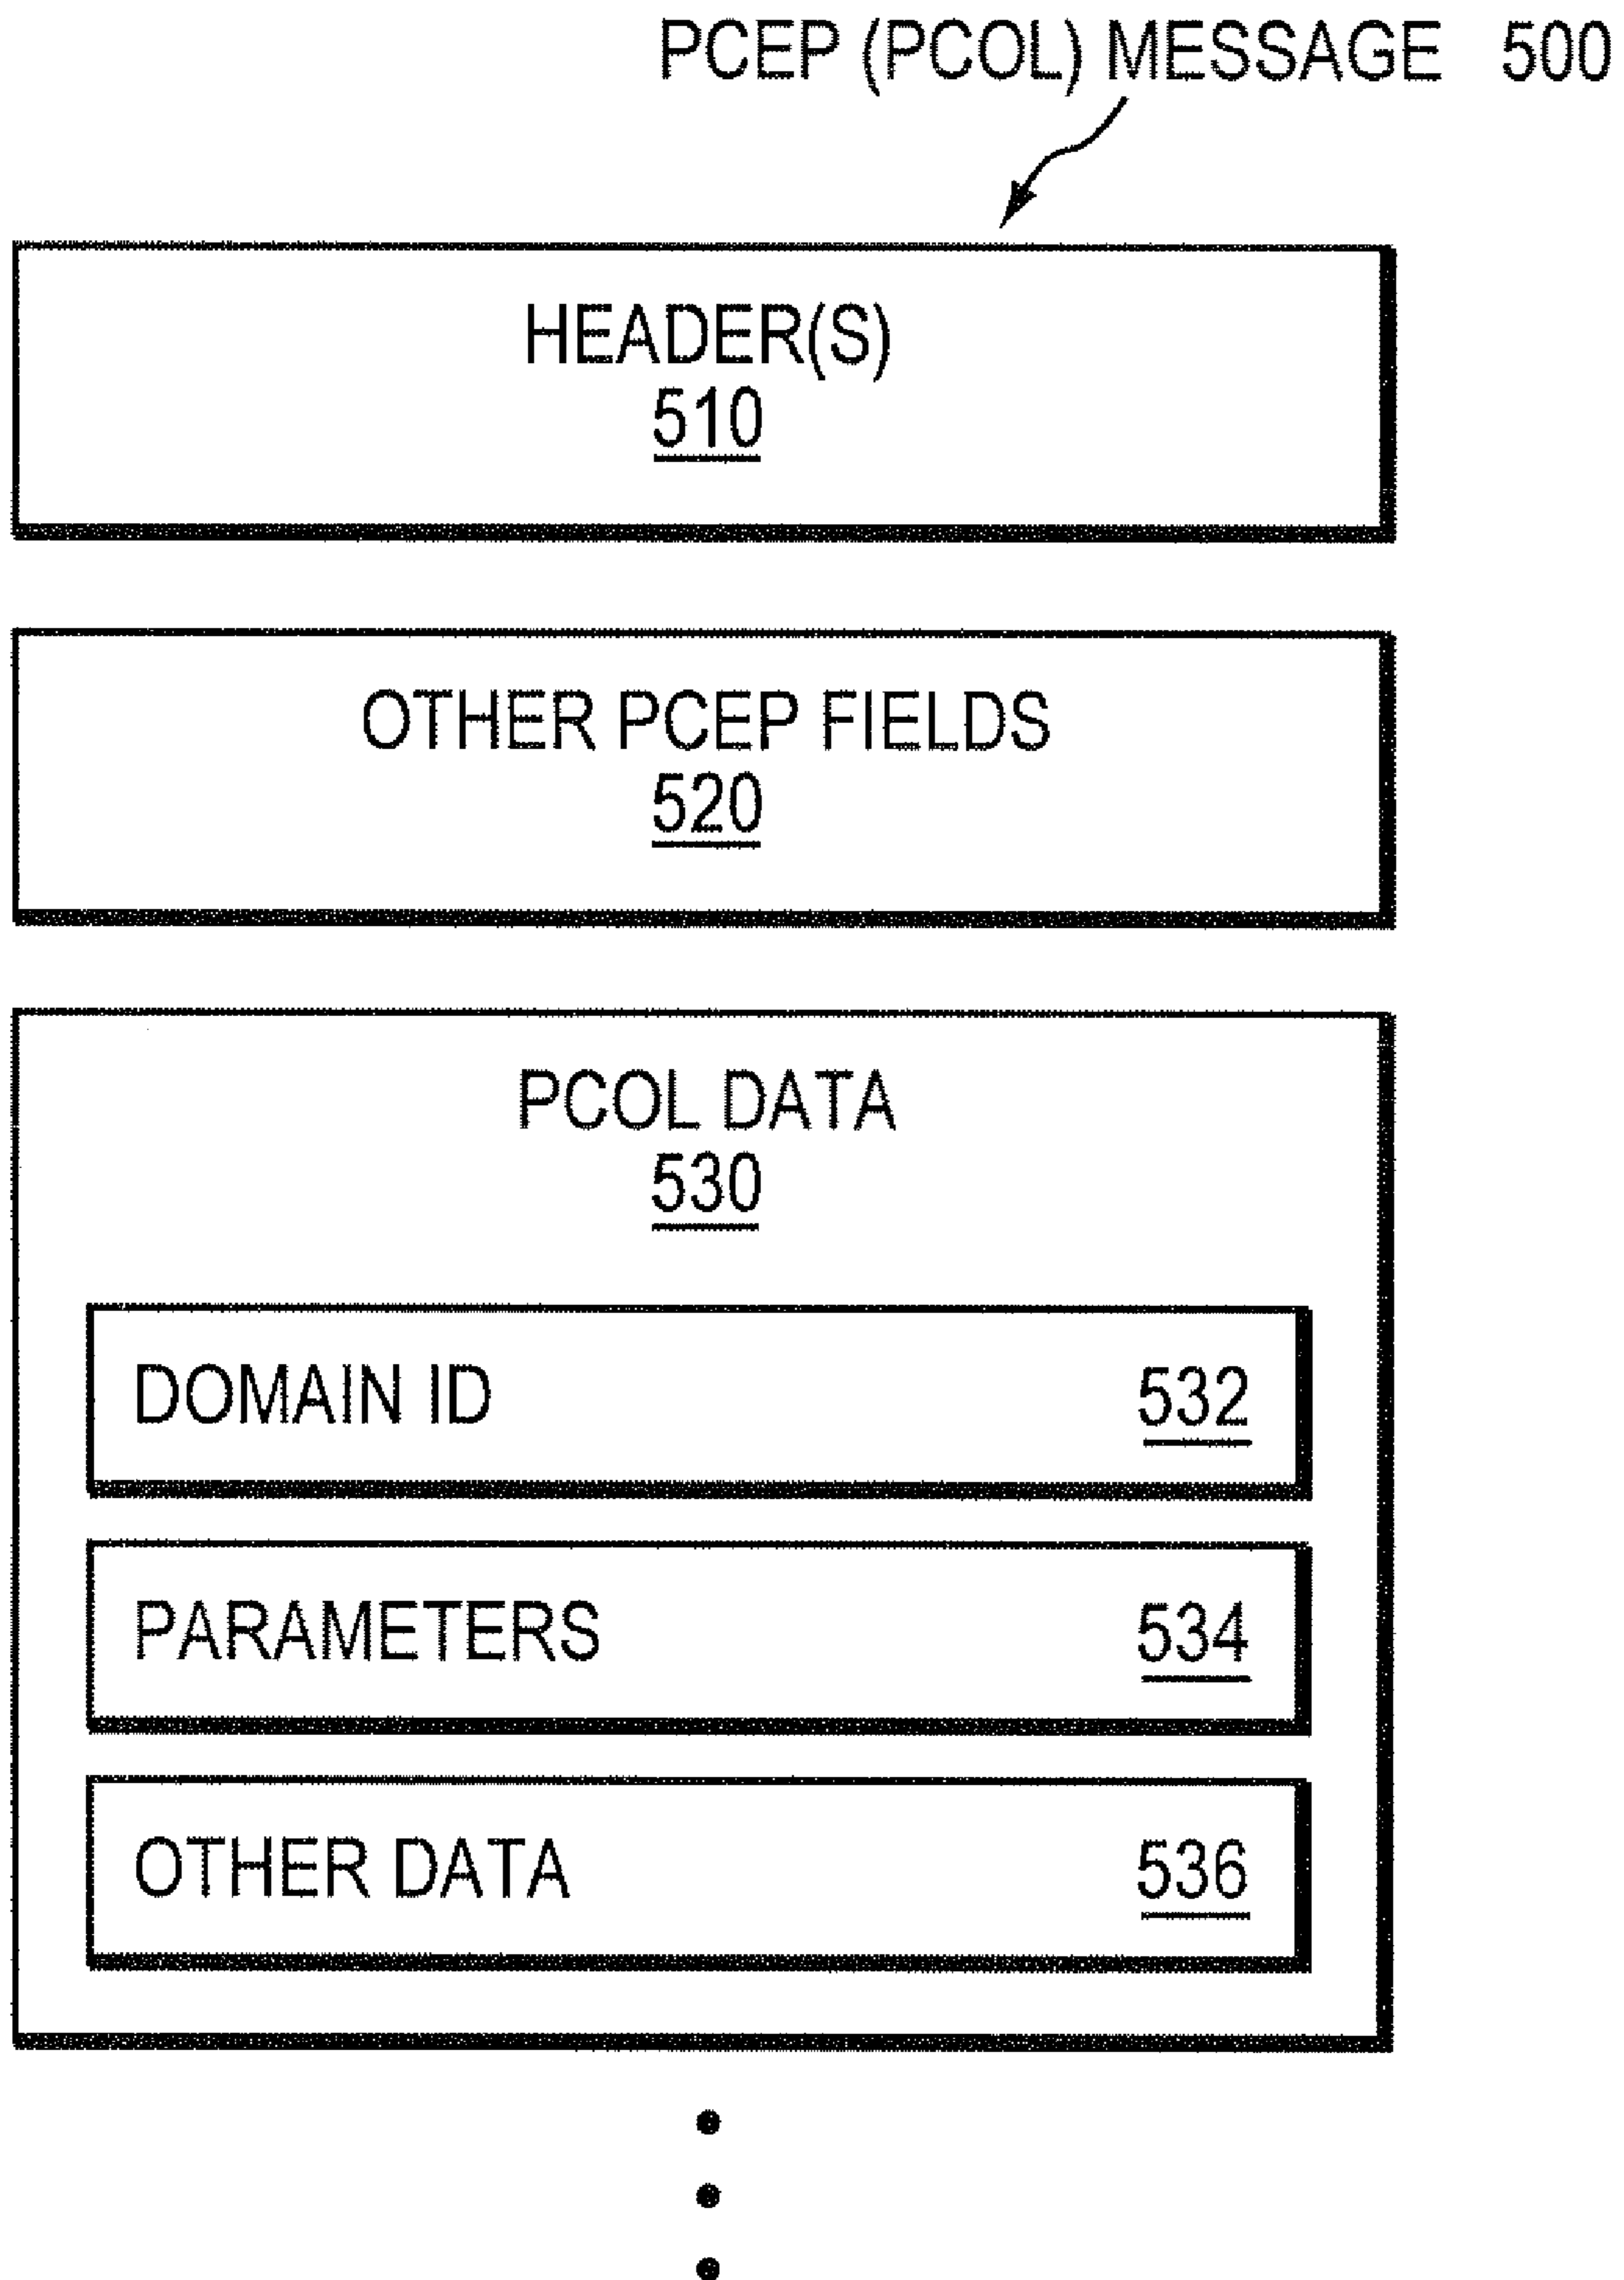 PCEP (PCOL) MESSAGE 500
HEADER(S)
510
OTHER PCEP FIELDS
520
PCOL DATA
530
DOMAIN ID 532
PARAMETERS 534
OTHER DATA 536